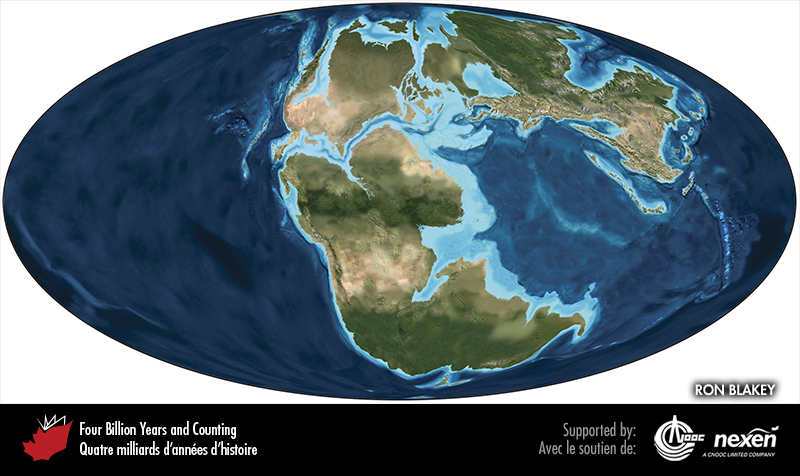 RON BLAKEY
Four Billion Years and Counting
Quatre milliards d'années d'histoire
Supported by:
Avec le soutien de:
CNOOC
nexen
A CNOOC LIMITED COMPANY